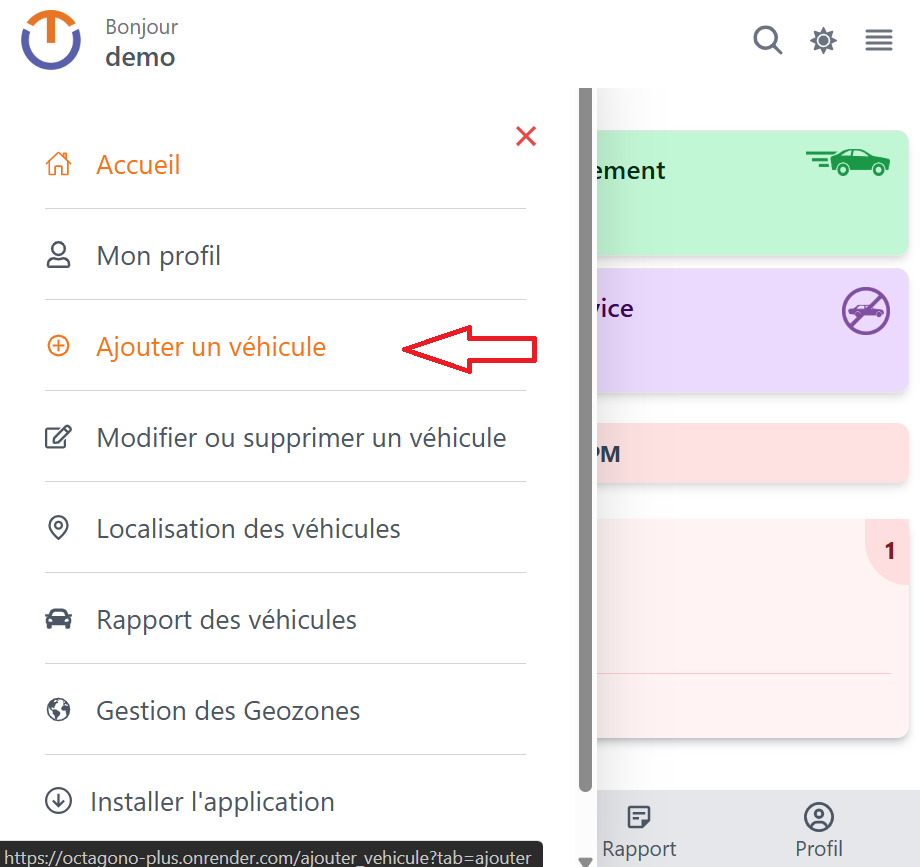 Bonjour
demo
Accueil
Mon profil
Ajouter un véhicule
Modifier ou supprimer un véhicule
Localisation des véhicules
Rapport des véhicules
Gestion des Geozones
Installer l'application
https://octagono-plus.onrender.com/ajouter_vehicule?tab=ajouter
ement
vice
PM
1
Rapport
Profil